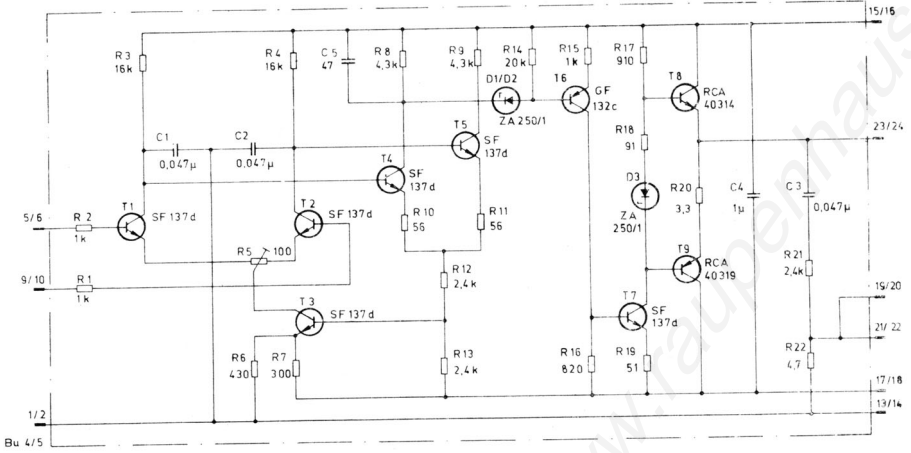 15/16
R3
16k
R4
16k
C5
47
R8
4,3k
R9
4,3k
R14
20k
R15
1k
R17
910
D1/D2
ZA 250/1
T6
GF
132c
T8
RCA
40314
C1
0,047µ
C2
0,047µ
T5
SF
137d
R18
91
23/24
T4
SF
137d
D3
ZA
250/1
R20
3,3
C4
1µ
C3
0,047µ
5/6
R2
1k
T1
SF 137d
T2
SF 137d
R10
56
R11
56
R5
100
9/10
R1
1k
R12
2,4k
T9
RCA
40319
R21
2,4k
T3
SF 137d
T7
SF
137d
19/20
21/22
R6
430
R7
300
R13
2,4k
R16
820
R19
51
R22
4,7
17/18
1/2
13/14
Bu 4/5
www.raupenhaus